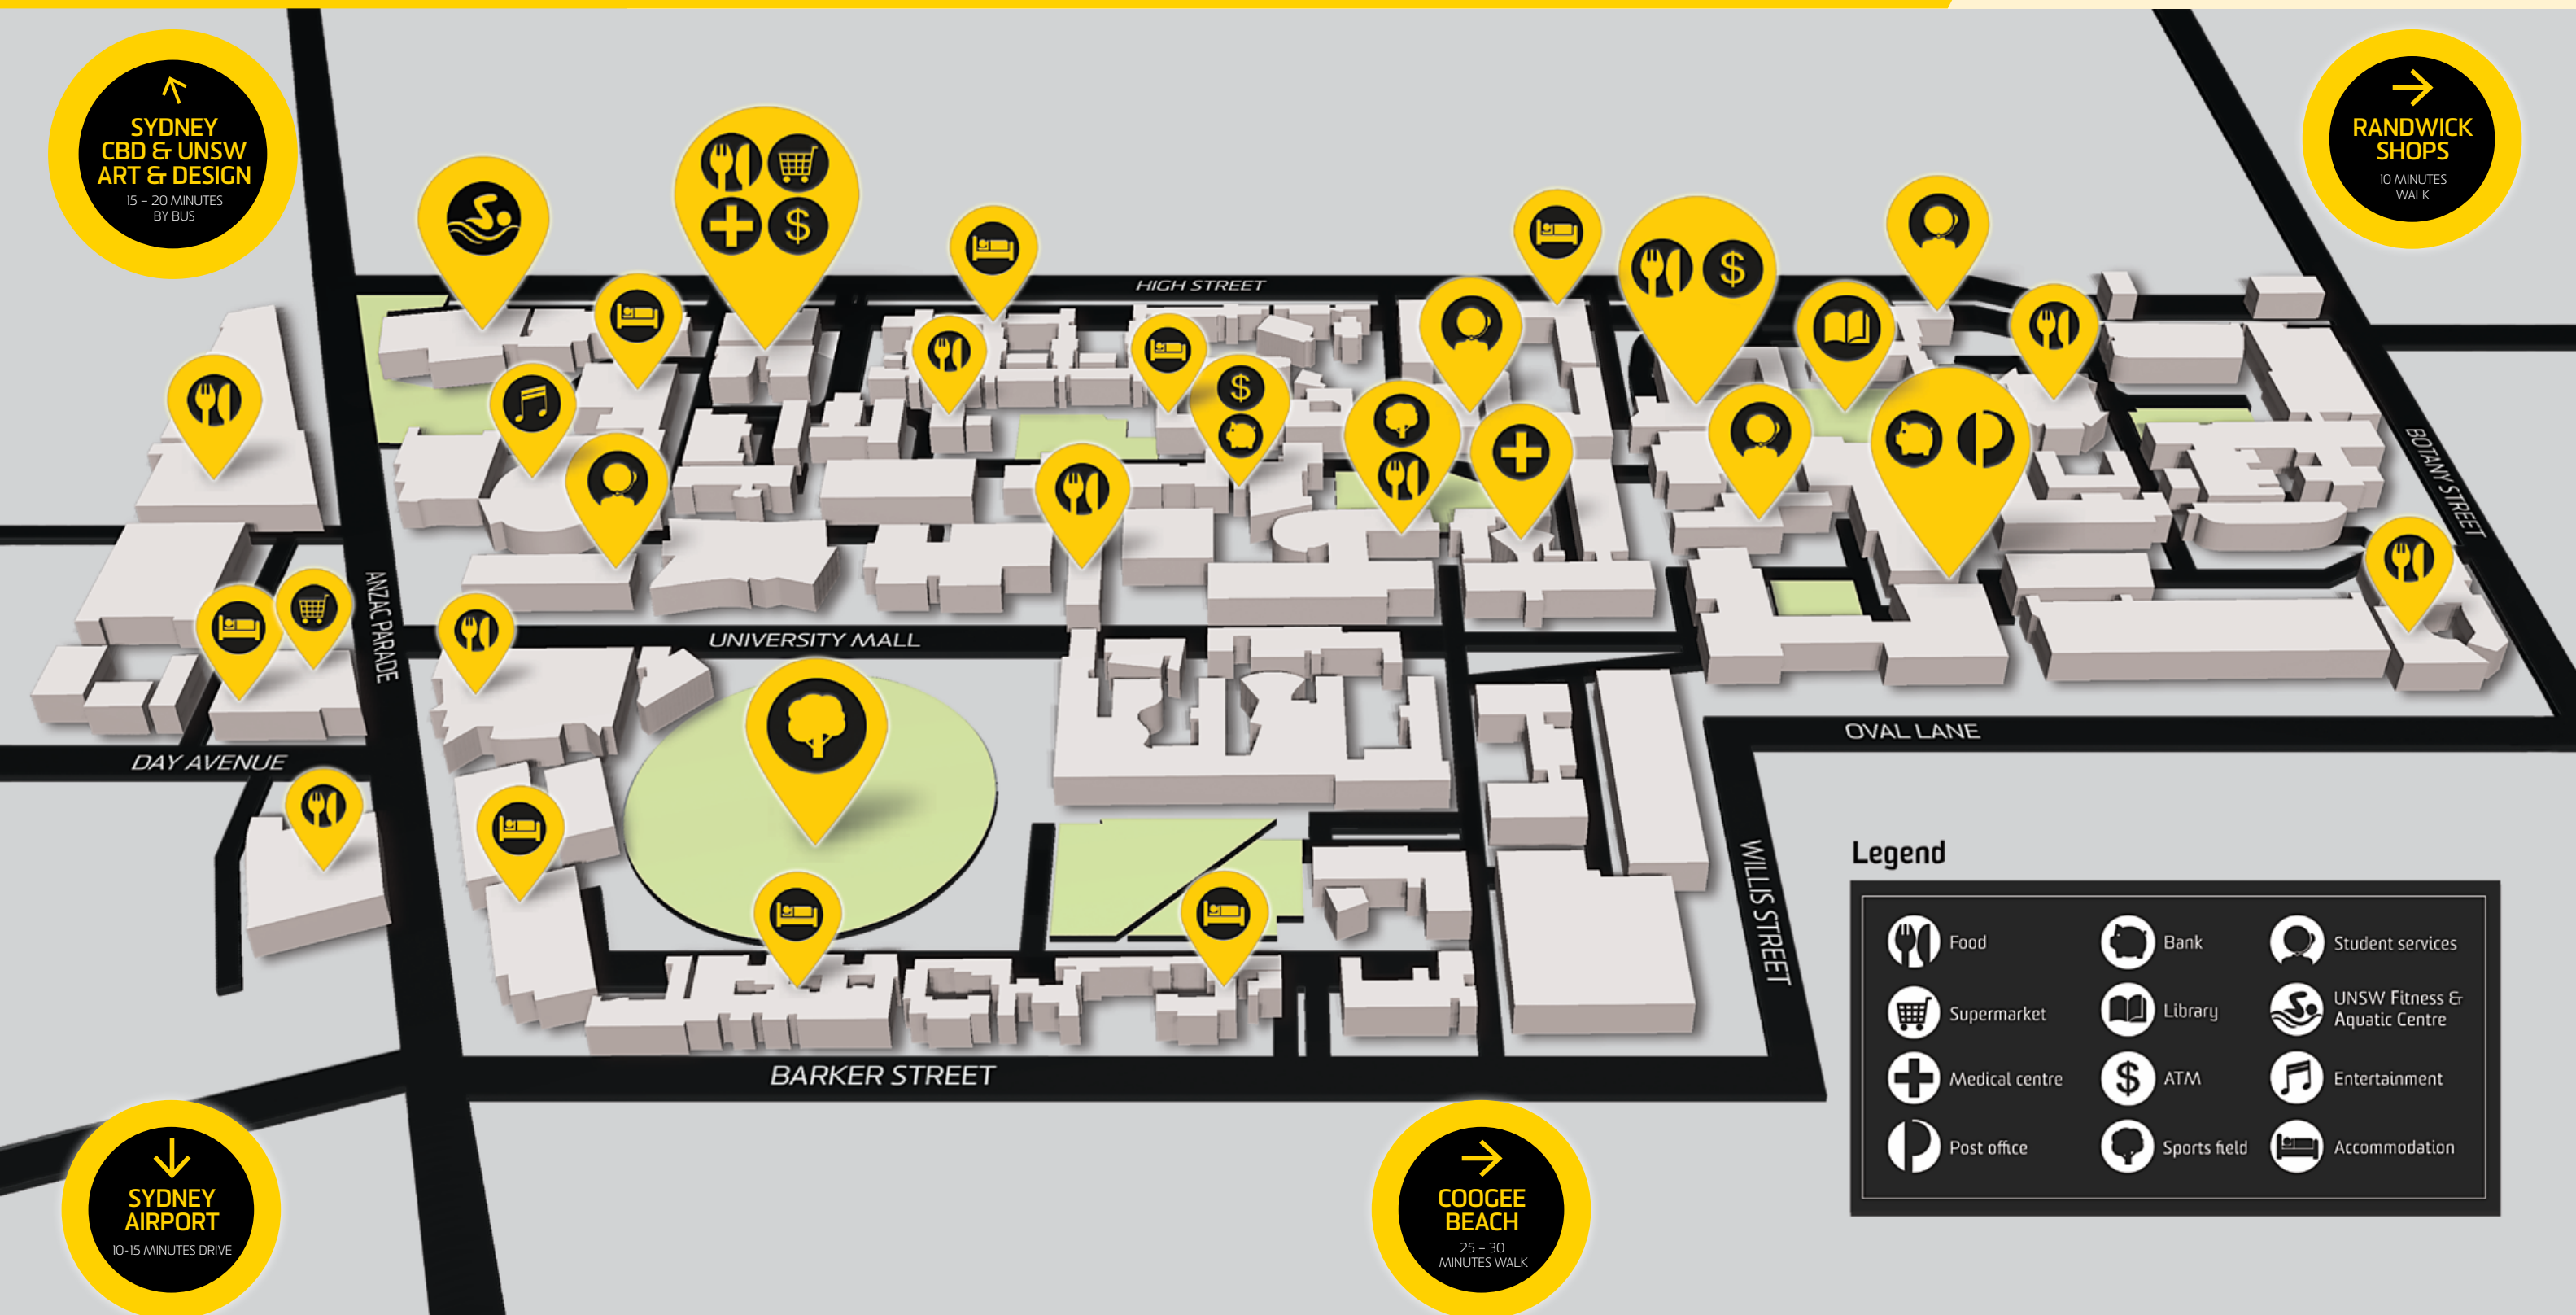 SYDNEY
CBD & UNSW
ART & DESIGN
15 – 20 MINUTES
BY BUS
RANDWICK
SHOPS
10 MINUTES
WALK
HIGH STREET
ANZAC PARADE
BOTANY STREET
UNIVERSITY MALL
DAY AVENUE
OVAL LANE
WILLIS STREET
BARKER STREET
Legend
Food
Bank
Student services
Supermarket
Library
UNSW Fitness &
Aquatic Centre
Medical centre
$ ATM
Entertainment
Post office
Sports field
Accommodation
SYDNEY
AIRPORT
10-15 MINUTES DRIVE
COOGEE
BEACH
25 – 30
MINUTES WALK
$
$
$